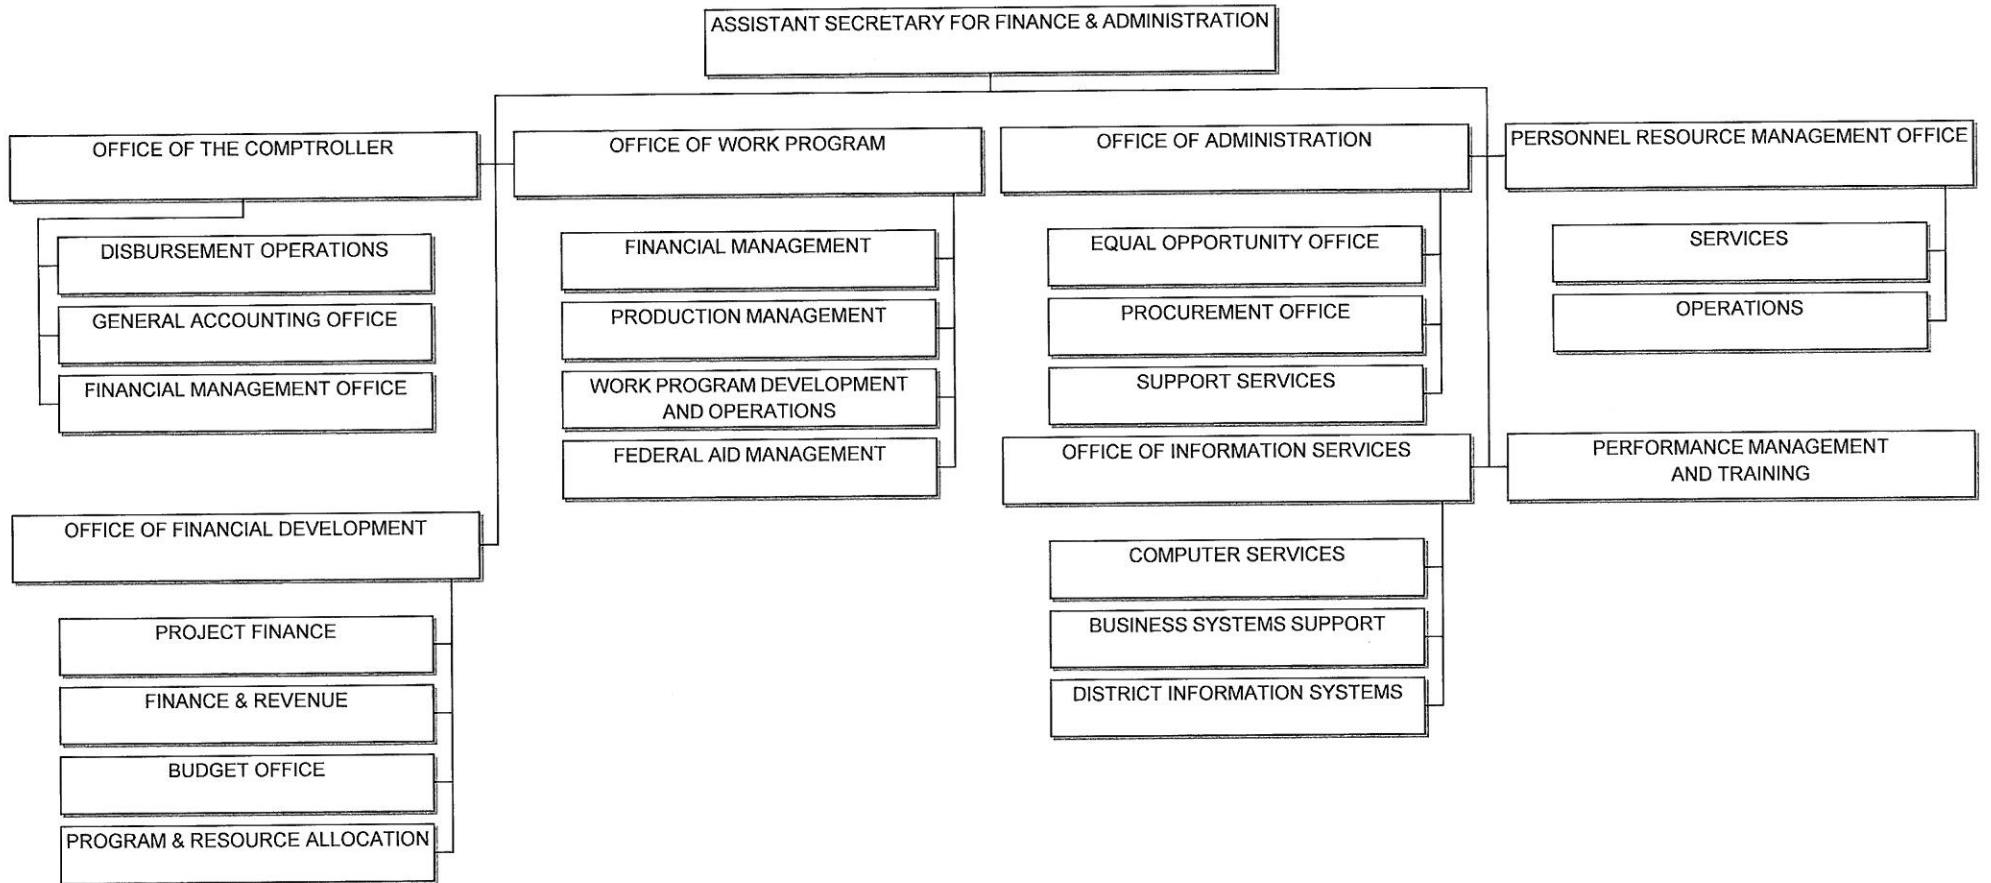 ASSISTANT SECRETARY FOR FINANCE & ADMINISTRATION
OFFICE OF THE COMPTROLLER
DISBURSEMENT OPERATIONS
GENERAL ACCOUNTING OFFICE
FINANCIAL MANAGEMENT OFFICE
OFFICE OF FINANCIAL DEVELOPMENT
PROJECT FINANCE
FINANCE & REVENUE
BUDGET OFFICE
PROGRAM & RESOURCE ALLOCATION
OFFICE OF WORK PROGRAM
FINANCIAL MANAGEMENT
PRODUCTION MANAGEMENT
WORK PROGRAM DEVELOPMENT
AND OPERATIONS
FEDERAL AID MANAGEMENT
OFFICE OF ADMINISTRATION
EQUAL OPPORTUNITY OFFICE
PROCUREMENT OFFICE
SUPPORT SERVICES
OFFICE OF INFORMATION SERVICES
COMPUTER SERVICES
BUSINESS SYSTEMS SUPPORT
DISTRICT INFORMATION SYSTEMS
PERSONNEL RESOURCE MANAGEMENT OFFICE
SERVICES
OPERATIONS
PERFORMANCE MANAGEMENT
AND TRAINING